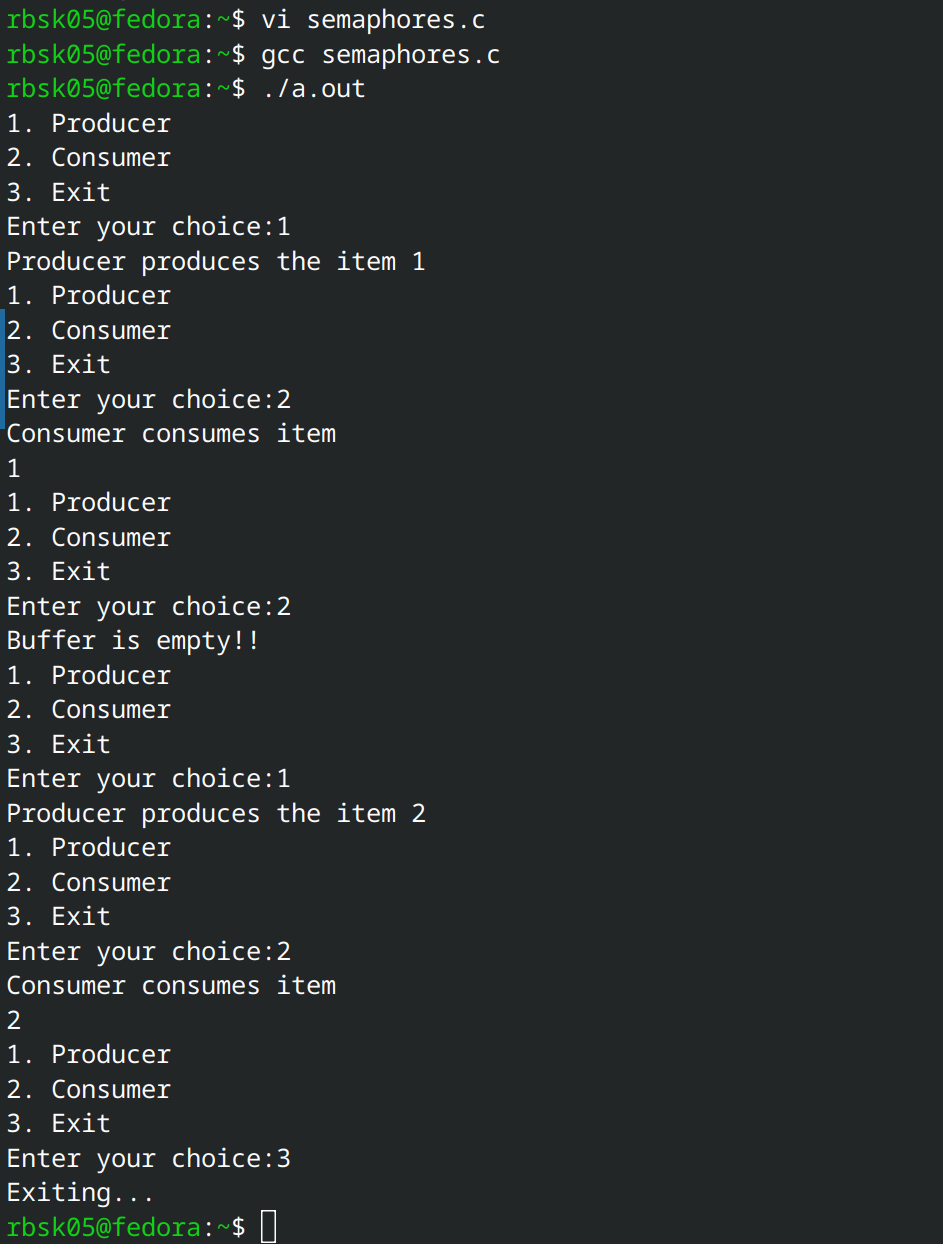 rbsk05@fedora:~$ vi semaphores.c
rbsk05@fedora:~$ gcc semaphores.c
rbsk05@fedora:~$ ./a.out
1. Producer
2. Consumer
3. Exit
Enter your choice:1
Producer produces the item 1
1. Producer
2. Consumer
3. Exit
Enter your choice:2
Consumer consumes item
1
1. Producer
2. Consumer
3. Exit
Enter your choice:2
Buffer is empty!!
1. Producer
2. Consumer
3. Exit
Enter your choice:1
Producer produces the item 2
1. Producer
2. Consumer
3. Exit
Enter your choice:2
Consumer consumes item
2
1. Producer
2. Consumer
3. Exit
Enter your choice:3
Exiting...
rbsk05@fedora:~$